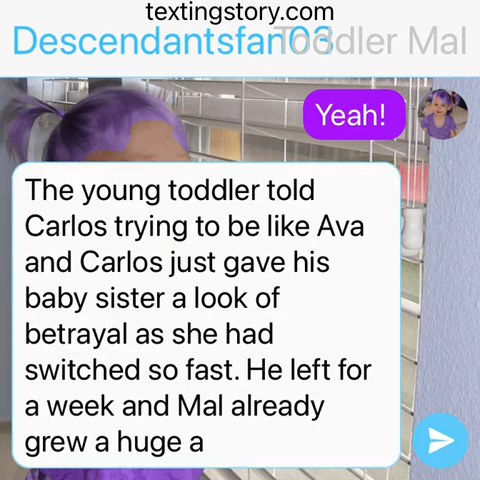 textingstory.com
Descendantsfan03 Toddler Mal
Yeah!
The young toddler told
Carlos trying to be like Ava
and Carlos just gave his
baby sister a look of
betrayal as she had
switched so fast. He left for
a week and Mal already
grew a huge a